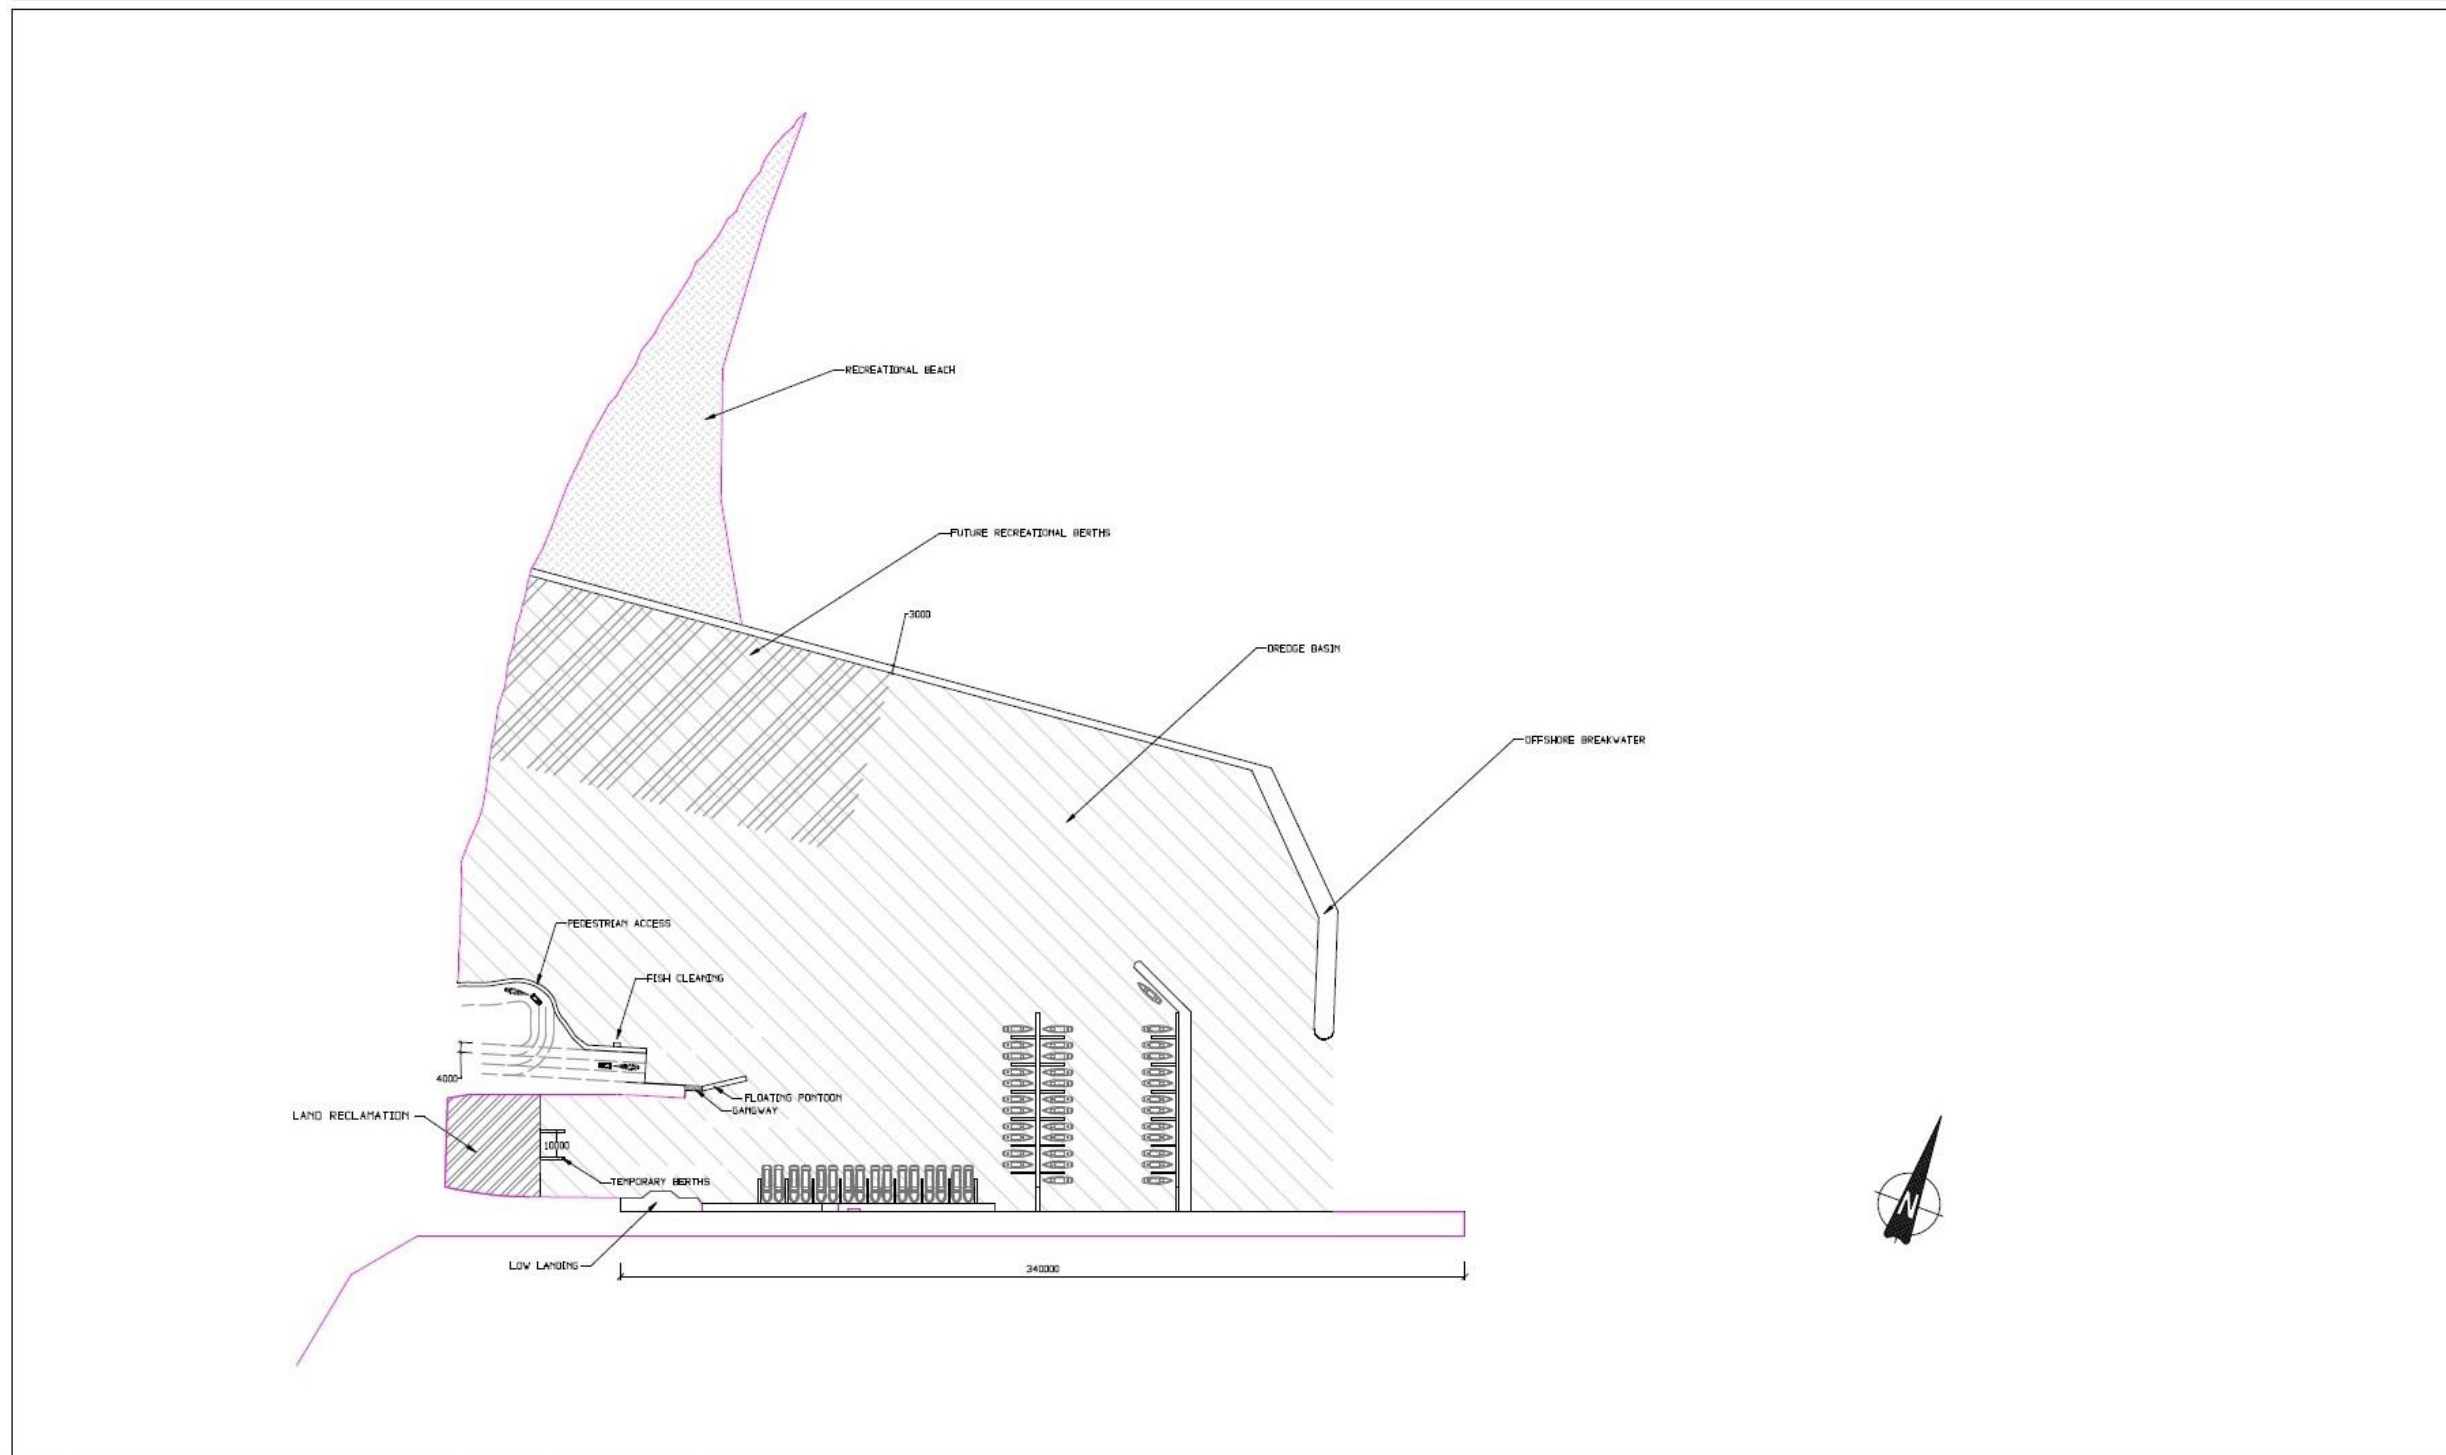 RECREATIONAL BEACH
FUTURE RECREATIONAL BERTHS
3000
DREDGE BASIN
OFFSHORE BREAKWATER
PEDESTRIAN ACCESS
FISH CLEANING
4000
FLOATING PONTOON
GANGWAY
LAND RECLAMATION
10000
TEMPORARY BERTHS
LOW LANDING
340000
N